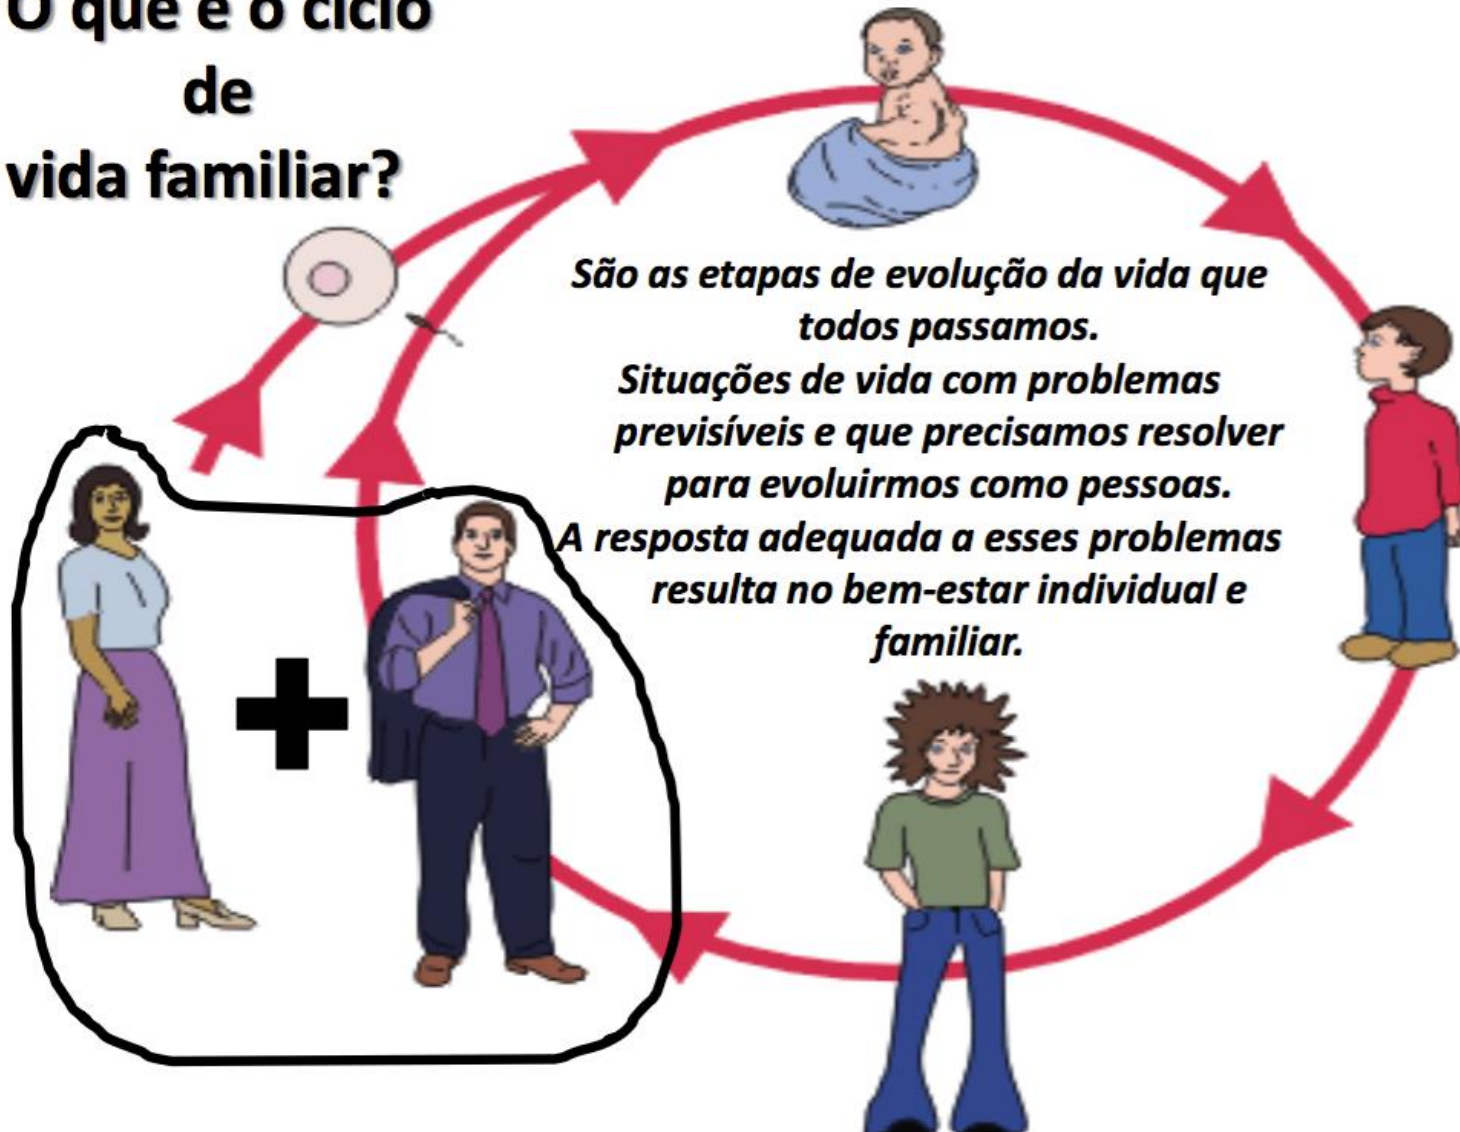 O que é o ciclo
de
vida familiar?
São as etapas de evolução da vida que
todos passamos.
Situações de vida com problemas
previsíveis e que precisamos resolver
para evoluirmos como pessoas.
A resposta adequada a esses problemas
resulta no bem-estar individual e
familiar.